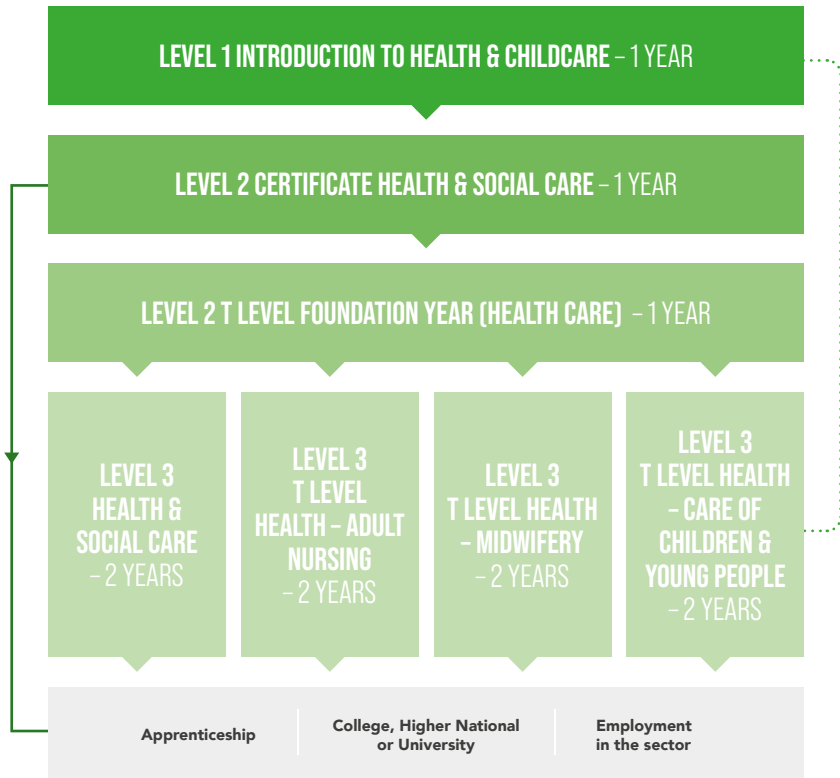 LEVEL 1 INTRODUCTION TO HEALTH & CHILDCARE – 1 YEAR
LEVEL 2 CERTIFICATE HEALTH & SOCIAL CARE – 1 YEAR
LEVEL 2 T LEVEL FOUNDATION YEAR (HEALTH CARE) – 1 YEAR
LEVEL 3
HEALTH &
SOCIAL CARE
– 2 YEARS
LEVEL 3
T LEVEL
HEALTH – ADULT
NURSING
– 2 YEARS
LEVEL 3
T LEVEL HEALTH
– MIDWIFERY
– 2 YEARS
LEVEL 3
T LEVEL HEALTH
– CARE OF
CHILDREN &
YOUNG PEOPLE
– 2 YEARS
Apprenticeship
College, Higher National
or University
Employment
in the sector